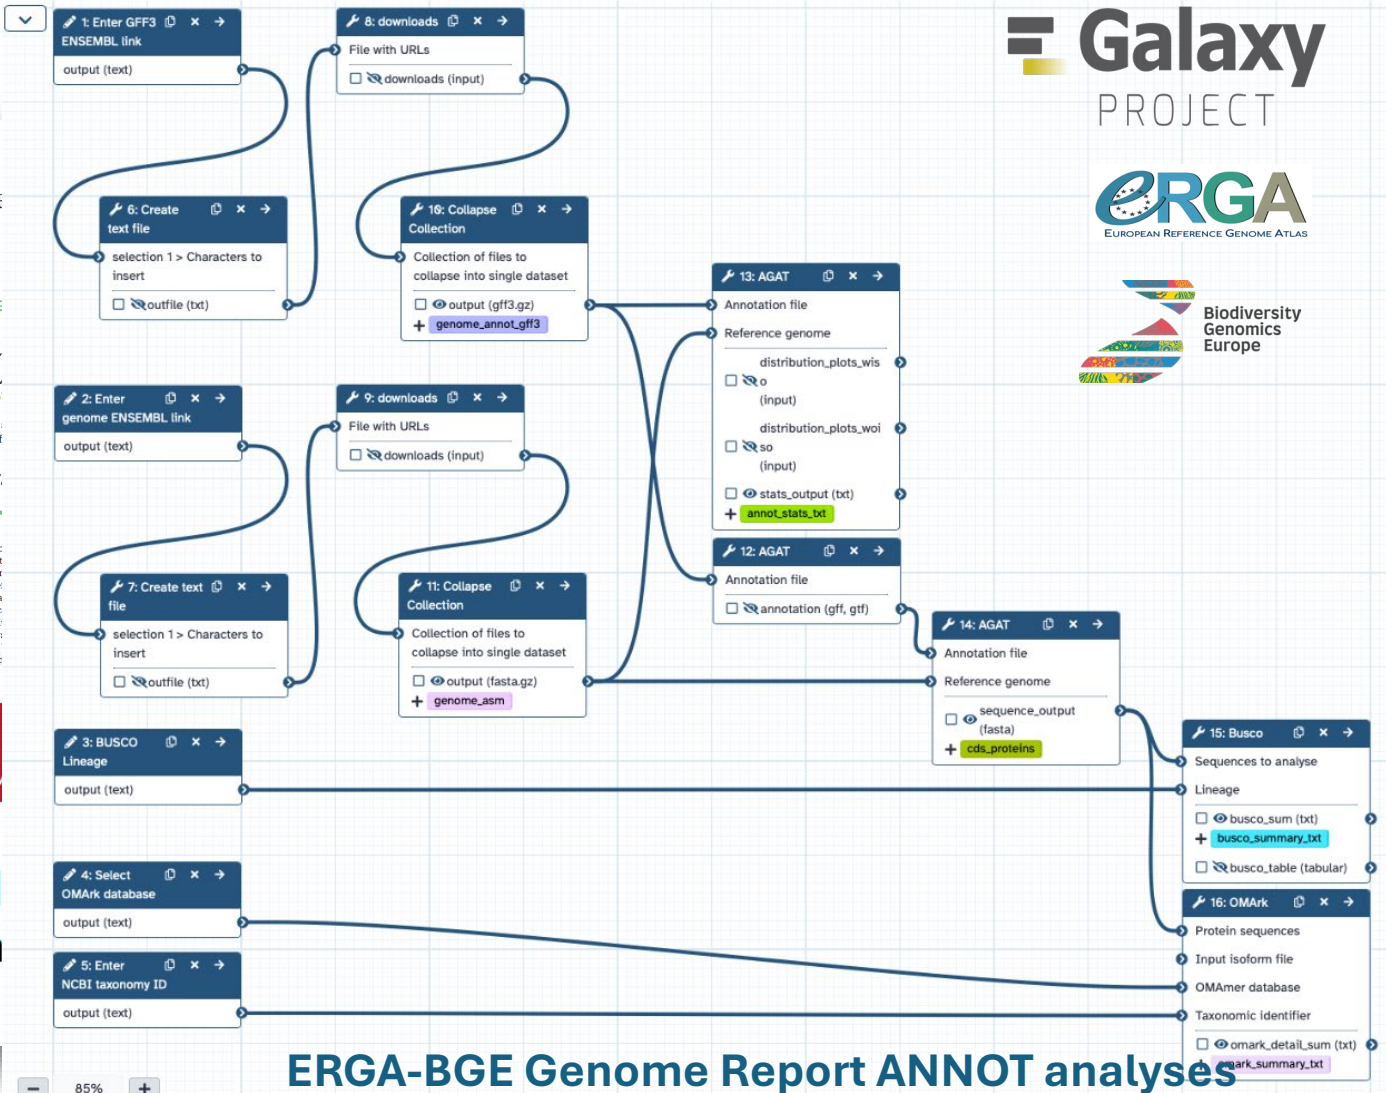 1: Enter GFF3
ENSEMBL link
output (text)
8: downloads
File with URLs
downloads (input)
Galaxy
PROJECT
eRGA
EUROPEAN REFERENCE GENOME ATLAS
Biodiversity
Genomics
Europe
6: Create
text file
selection 1 > Characters to
insert
outfile (txt)
10: Collapse
Collection
Collection of files to
collapse into single dataset
output (gff3.gz)
genome_annot_gff3
13: AGAT
Annotation file
Reference genome
distribution_plots_wis
o
(input)
distribution_plots_woi
so
(input)
stats_output (txt)
annot_stats_txt
2: Enter
genome ENSEMBL link
output (text)
9: downloads
File with URLs
downloads (input)
7: Create text
file
selection 1 > Characters to
insert
outfile (txt)
11: Collapse
Collection
Collection of files to
collapse into single dataset
output (fasta.gz)
genome_asm
12: AGAT
Annotation file
annotation (gff, gtf)
14: AGAT
Annotation file
Reference genome
sequence_output
(fasta)
cds_proteins
3: BUSCO
Lineage
output (text)
15: Busco
Sequences to analyse
Lineage
busco_sum (txt)
busco_summary_txt
busco_table (tabular)
4: Select
OMArk database
output (text)
5: Enter
NCBI taxonomy ID
output (text)
16: OMArk
Protein sequences
Input isoform file
OMAmer database
Taxonomic identifier
omark_detail_sum (txt)
omark_summary_txt
85%
ERGA-BGE Genome Report ANNOT analyses